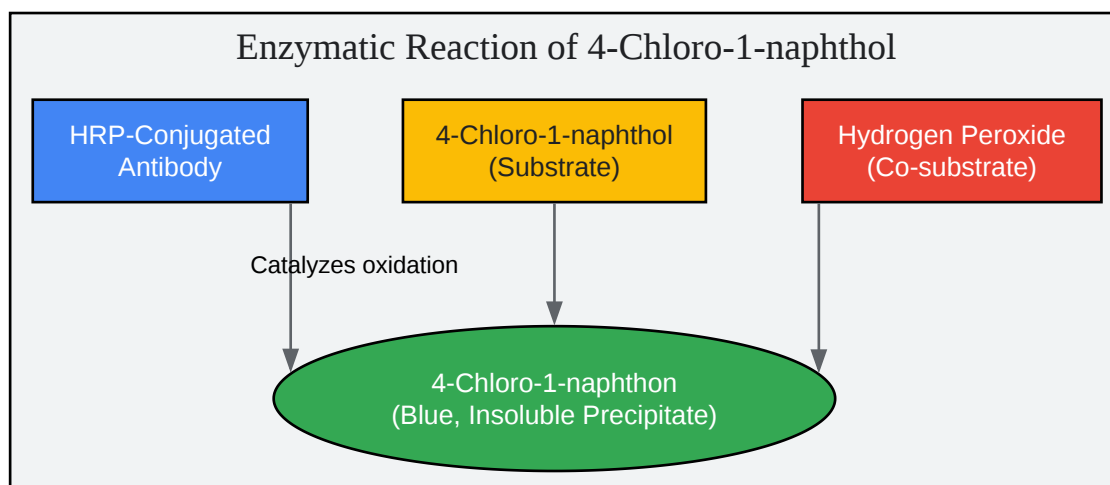 Enzymatic Reaction of 4-Chloro-1-naphthol
HRP-Conjugated
Antibody
4-Chloro-1-naphthol
(Substrate)
Hydrogen Peroxide
(Co-substrate)
Catalyzes oxidation
4-Chloro-1-naphthon
(Blue, Insoluble Precipitate)